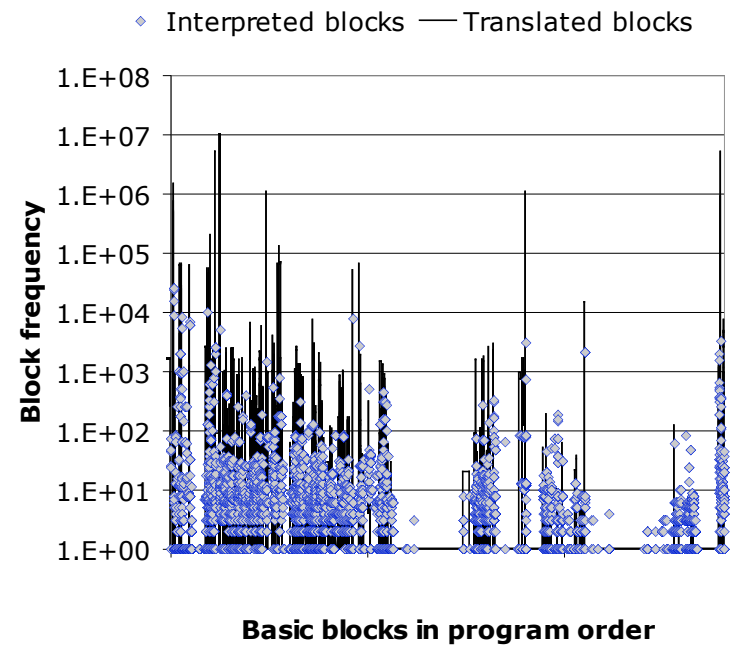 Interpreted blocks Translated blocks
1.E+08
1.E+07
1.E+06
1.E+05
1.E+04
1.E+03
1.E+02
1.E+01
1.E+00
Block frequency
Basic blocks in program order